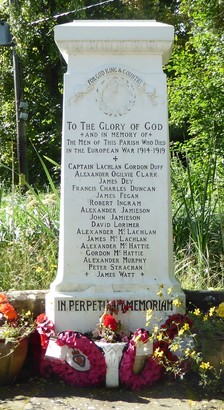 FOR GOD KING & COUNTRY
TO THE GLORY OF GOD
AND IN MEMORY OF
THE MEN OF THIS PARISH WHO DIED
IN THE EUROPEAN WAR 1914-1919
CAPTAIN LACHLAN GORDON DUFF
ALEXANDER OGILVIE CLARK
JAMES DEY
FRANCIS CHARLES DUNCAN
JAMES FEGAN
ROBERT INGRAM
ALEXANDER JAMIESON
JOHN JAMIESON
DAVID LORIMER
ALEXANDER MCLACHLAN
JAMES MCLACHLAN
ALEXANDER MCHATTIE
GORDON MCHATTIE
ALEXANDER MURPHY
PETER STRACHAN
JAMES WATT
IN PERPETUAM MEMORIAM